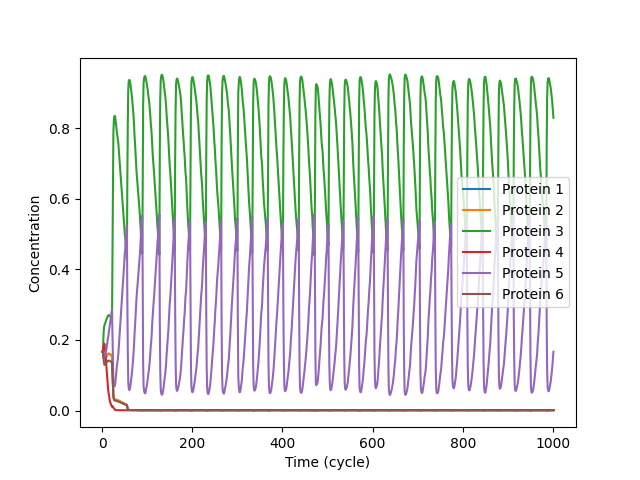 Concentration
0.8
0.6
0.4
0.2
0.0
0
200
400
600
800
1000
Time (cycle)
Protein 1
Protein 2
Protein 3
Protein 4
Protein 5
Protein 6